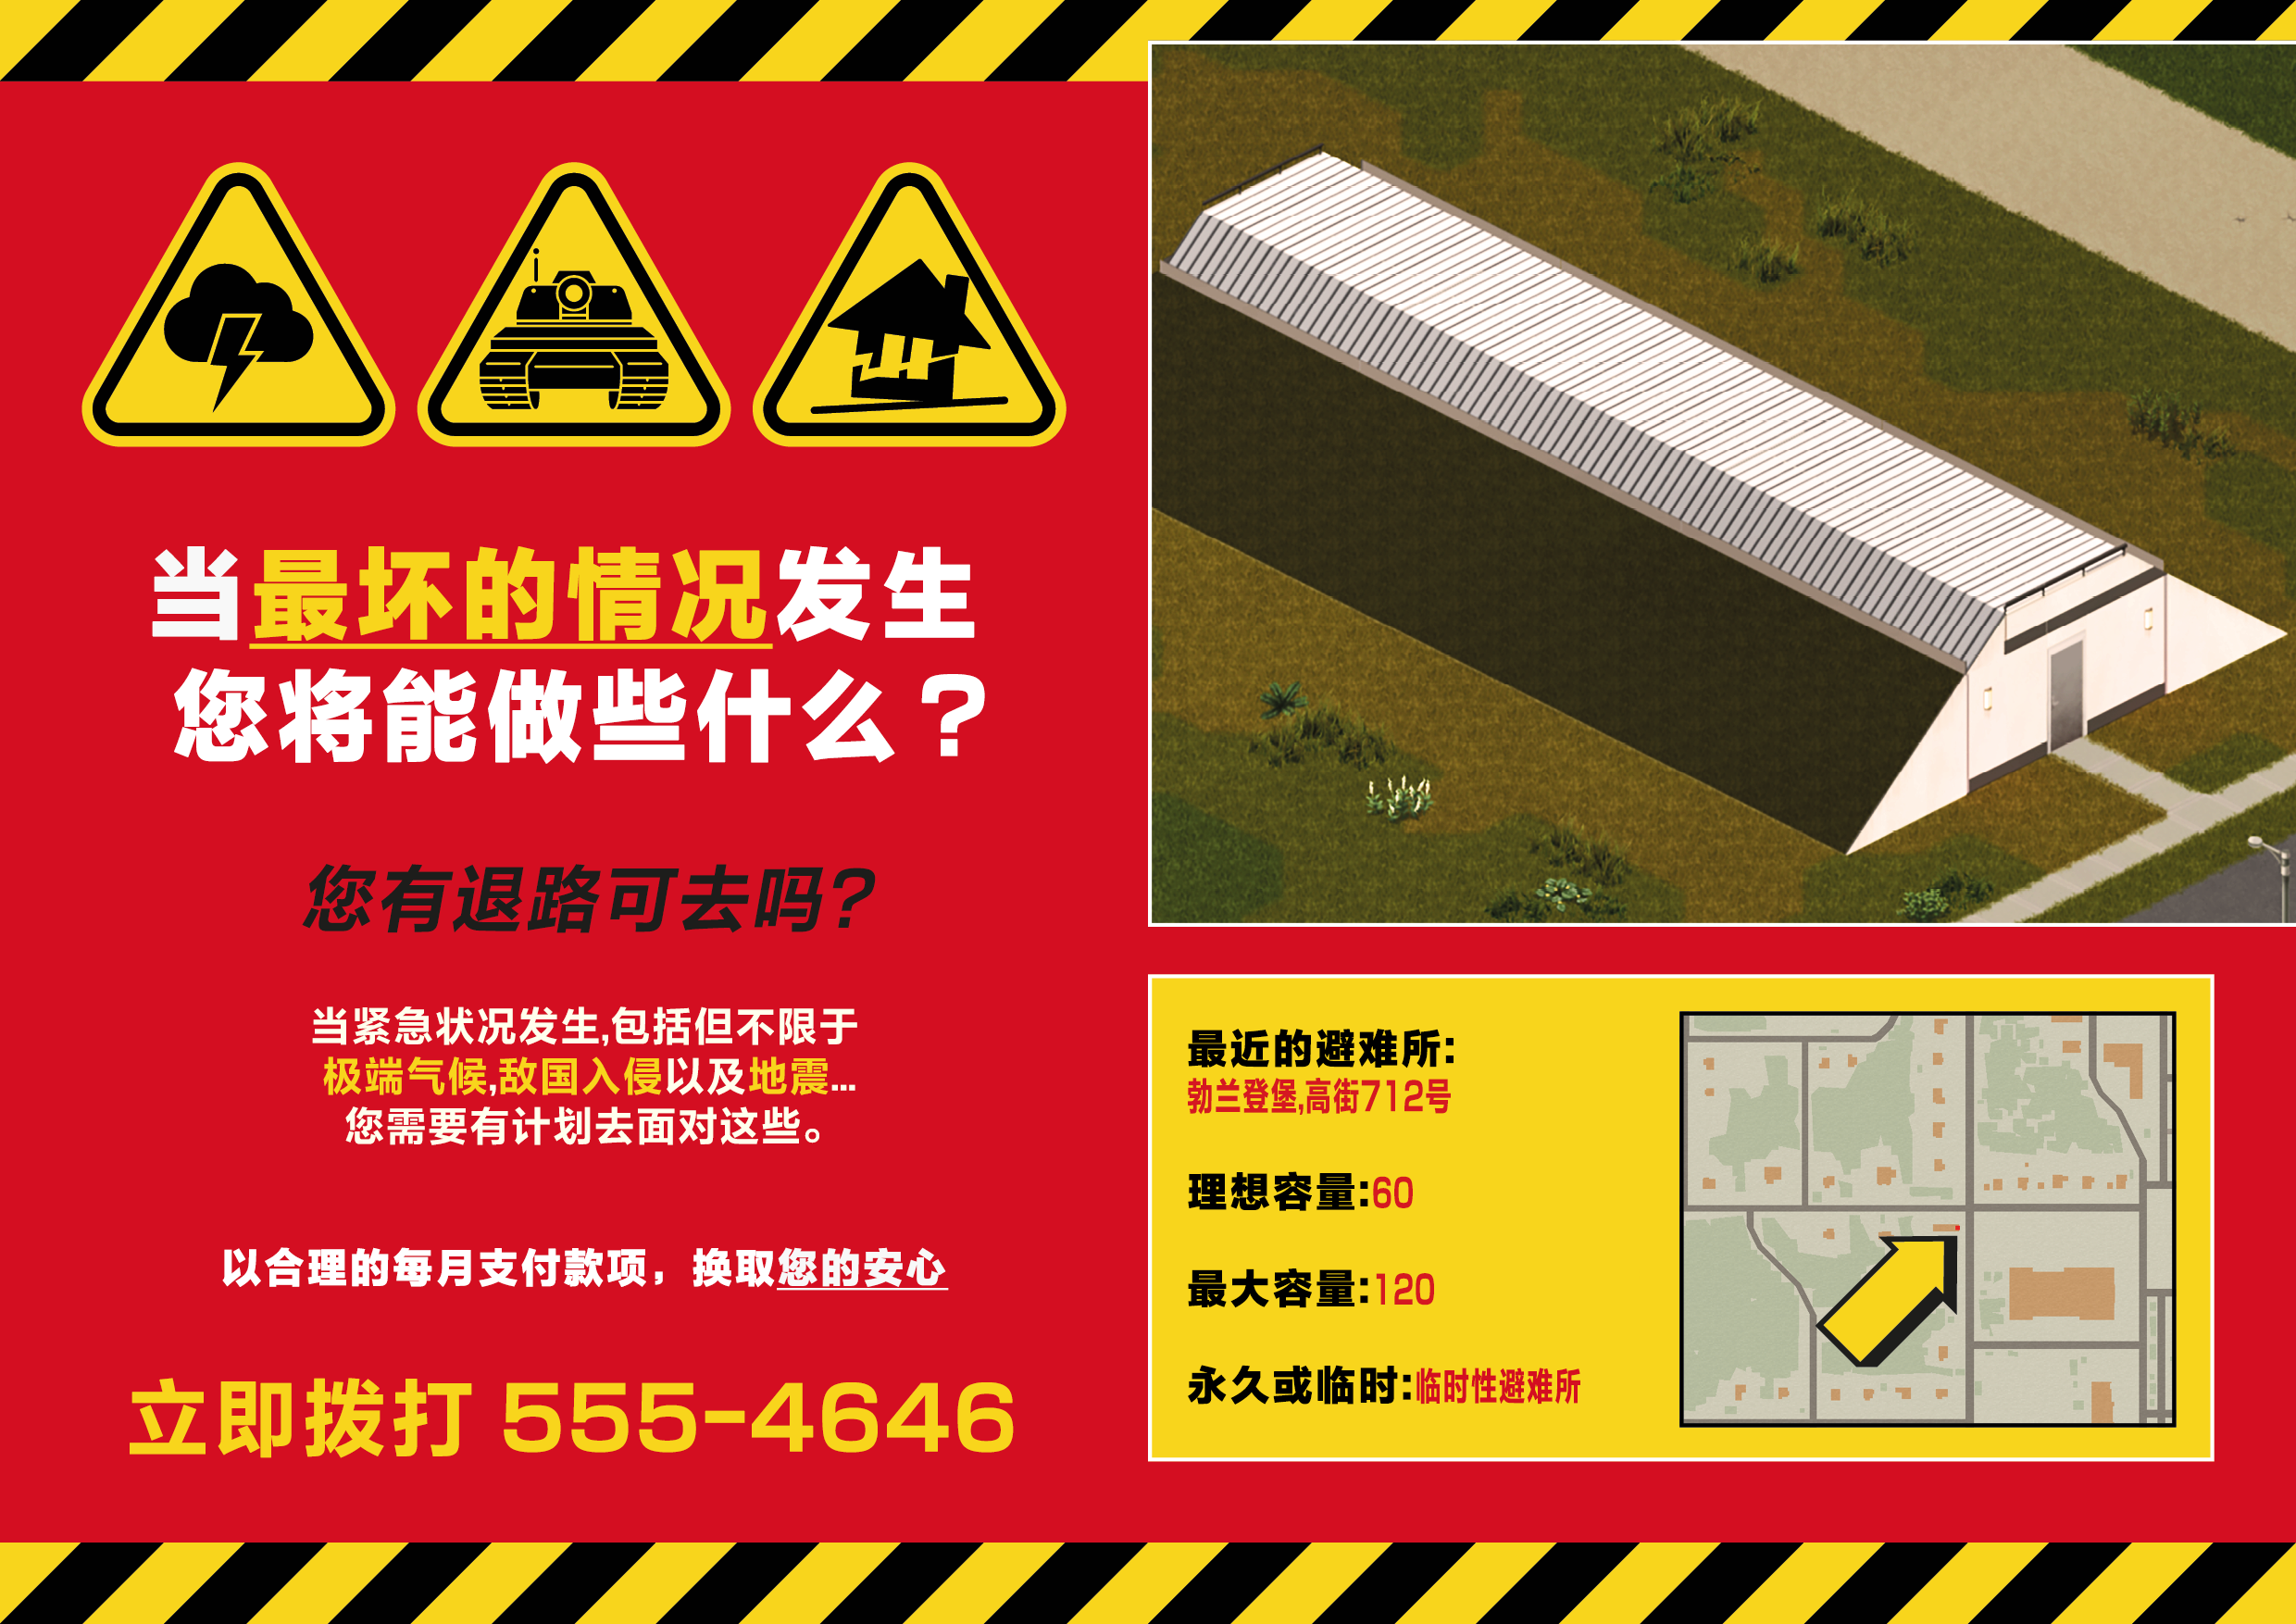 当最坏的情况发生
您将能做些什么？
您有退路可去吗?
当紧急状况发生,包括但不限于
极端气候,敌国入侵以及地震...
您需要有计划去面对这些。
以合理的每月支付款项，换取您的安心
立即拨打 555-4646
最近的避难所:
勃兰登堡,高街712号
理想容量:60
最大容量:120
永久或临时:临时性避难所